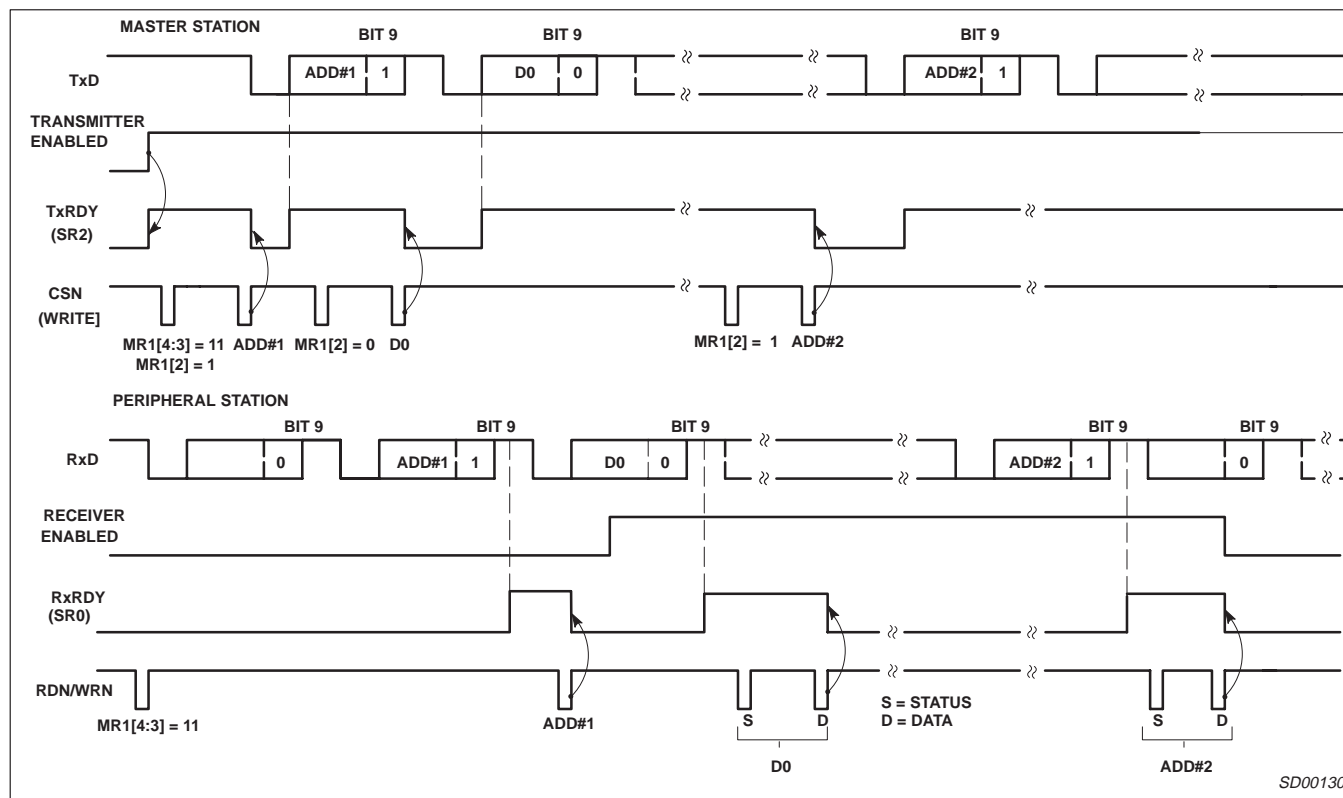 MASTER STATION
BIT 9 BIT 9 BIT 9
TxD ADD#1 1 D0 0 ADD#2 1
TRANSMITTER
ENABLED
TxRDY
(SR2)
CSN
(WRITE]
MR1[4:3] = 11 ADD#1 MR1[2] = 0 D0 MR1[2] = 1 ADD#2
MR1[2] = 1
PERIPHERAL STATION
BIT 9 BIT 9 BIT 9 BIT 9 BIT 9
RxD 0 ADD#1 1 D0 0 ADD#2 1 0
RECEIVER
ENABLED
RxRDY
(SR0)
RDN/WRN
MR1[4:3] = 11 ADD#1 S D S = STATUS S D
D = DATA
D0 ADD#2
SD00130